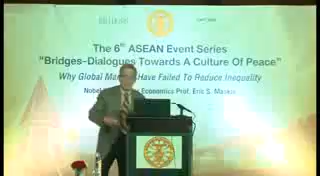 The 6th ASEAN Event Series
"Bridges-Dialogues Towards A Culture Of Peace"
Why Global Have Failed To Reduce Inequality
Nobel Economics Prof. Eric S. Maskin